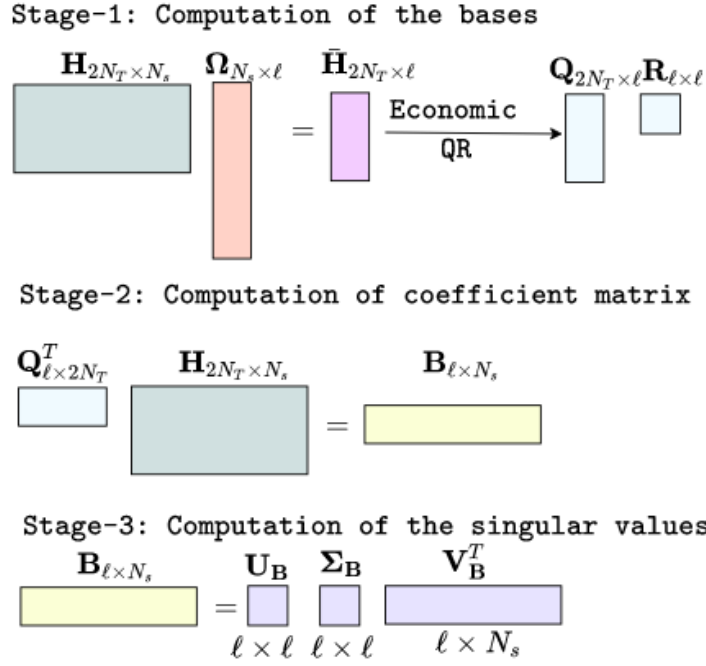 Stage-1: Computation of the bases
𝐇_{2N_T×N_s} 𝛀_{N_s×ℓ} 𝐇̄_{2N_T×ℓ} 𝐐_{2N_T×ℓ} 𝐑_{ℓ×ℓ}
= Economic
QR
Stage-2: Computation of coefficient matrix
𝐐^T_{ℓ×2N_T} 𝐇_{2N_T×N_s} 𝐁_{ℓ×N_s}
=
Stage-3: Computation of the singular values
𝐁_{ℓ×N_s} 𝐔_𝐁 𝚺_𝐁 𝐕^T_𝐁
=
ℓ × ℓ ℓ × ℓ ℓ × N_s